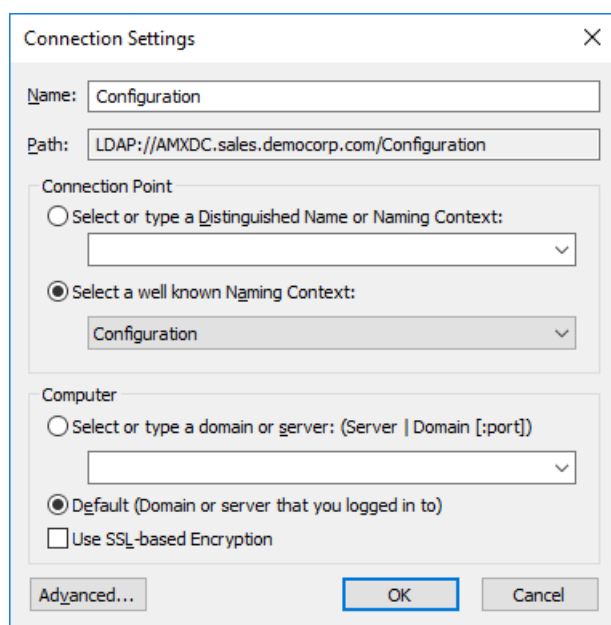 Connection Settings
Name: Configuration
Path: LDAP://AMXDC.sales.democorp.com/Configuration
Connection Point
Select or type a Distinguished Name or Naming Context:
Select a well known Naming Context:
Configuration
Computer
Select or type a domain or server: (Server | Domain [:port])
Default (Domain or server that you logged in to)
Use SSL-based Encryption
Advanced... OK Cancel